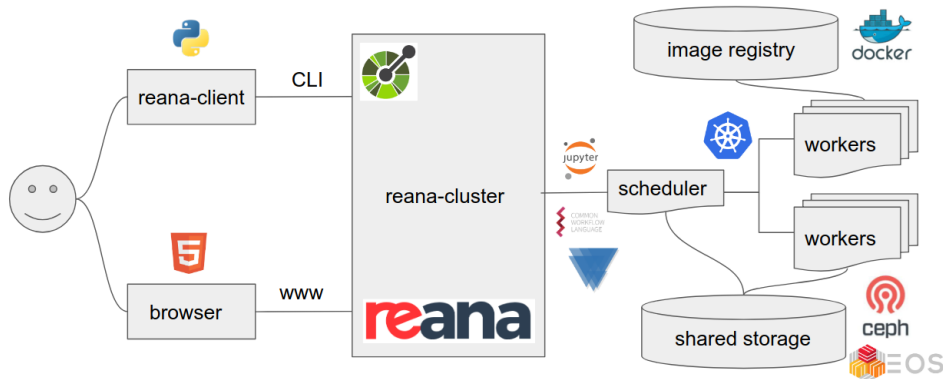 reana-client
CLI
browser
www
5
reana-cluster
reana
jupyter
COMMON
WORKFLOW
LANGUAGE
scheduler
image registry
docker
workers
workers
shared storage
ceph
EOS